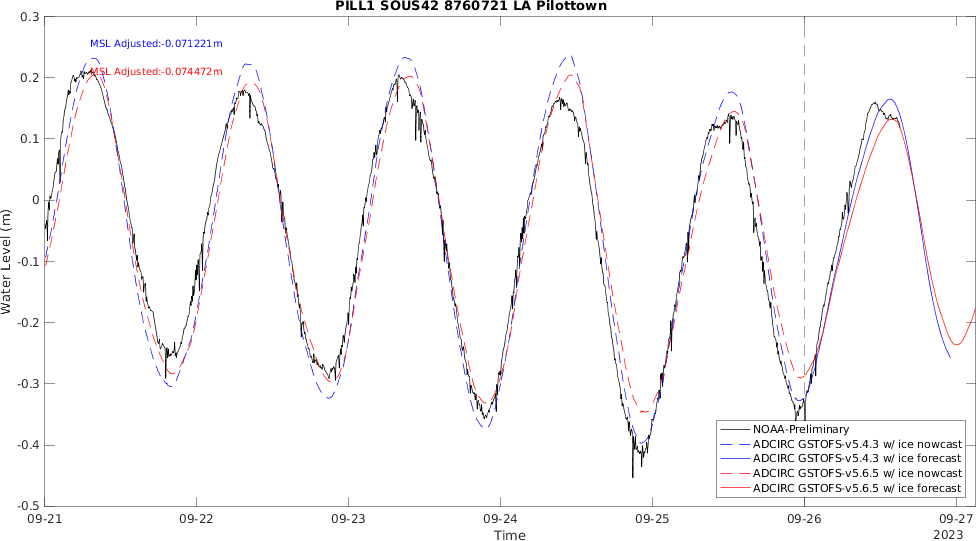 PILL1 SOUS42 8760721 LA Pilottown
MSL Adjusted:-0.071221m
MSL Adjusted:-0.074472m
Water Level (m)
0.3
0.2
0.1
0
-0.1
-0.2
-0.3
-0.4
-0.5
NOAA-Preliminary
ADCIRC GSTOFS-v5.4.3 w/ ice nowcast
ADCIRC GSTOFS-v5.4.3 w/ ice forecast
ADCIRC GSTOFS-v5.6.5 w/ ice nowcast
ADCIRC GSTOFS-v5.6.5 w/ ice forecast
09-21 09-22 09-23 09-24 09-25 09-26 09-27
Time 2023